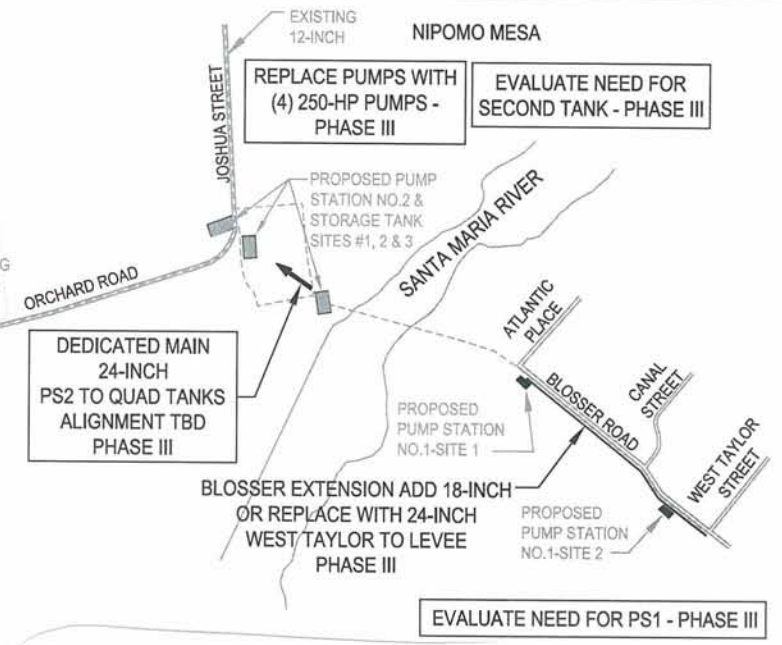 EXISTING
12-INCH
NIPOMO MESA
JOSHUA STREET
REPLACE PUMPS WITH
(4) 250-HP PUMPS -
PHASE III
EVALUATE NEED FOR
SECOND TANK - PHASE III
PROPOSED PUMP
STATION NO.2 &
STORAGE TANK
SITES #1, 2 & 3
SANTA MARIA RIVER
G
ORCHARD ROAD
DEDICATED MAIN
24-INCH
PS2 TO QUAD TANKS
ALIGNMENT TBD
PHASE III
ATLANTIC
PLACE
BLOSSER ROAD
CANAL
STREET
WEST TAYLOR
STREET
PROPOSED
PUMP STATION
NO.1-SITE 1
BLOSSER EXTENSION ADD 18-INCH
OR REPLACE WITH 24-INCH
WEST TAYLOR TO LEVEE
PHASE III
PROPOSED
PUMP STATION
NO.1-SITE 2
EVALUATE NEED FOR PS1 - PHASE III